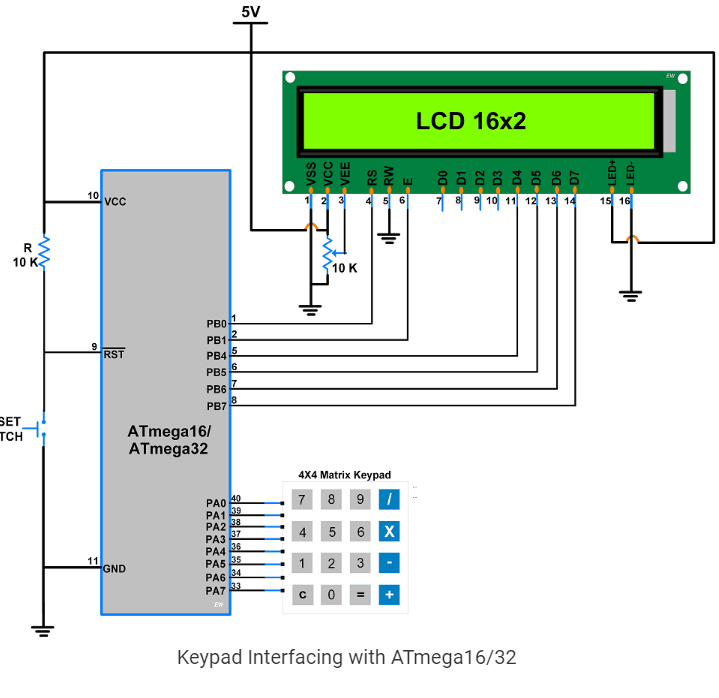 5V
EW
LCD 16x2
VSS VCC VEE RS RW E D0 D1 D2 D3 D4 D5 D6 D7 LED+ LED-
1 2 3 4 5 6 7 8 9 10 11 12 13 14 15 16
10 VCC
R
10 K
10 K
PB0 1
PB1 2
9 RST
PB4 5
PB5 6
PB6 7
PB7 8
SET
TCH
ATmega16/
ATmega32
4X4 Matrix Keypad
PA0 40
PA1 39
PA2 38
PA3 37
PA4 36
PA5 35
PA6 34
PA7 33
7 8 9 /
4 5 6 X
1 2 3 -
c 0 = +
11 GND
EW
Keypad Interfacing with ATmega16/32